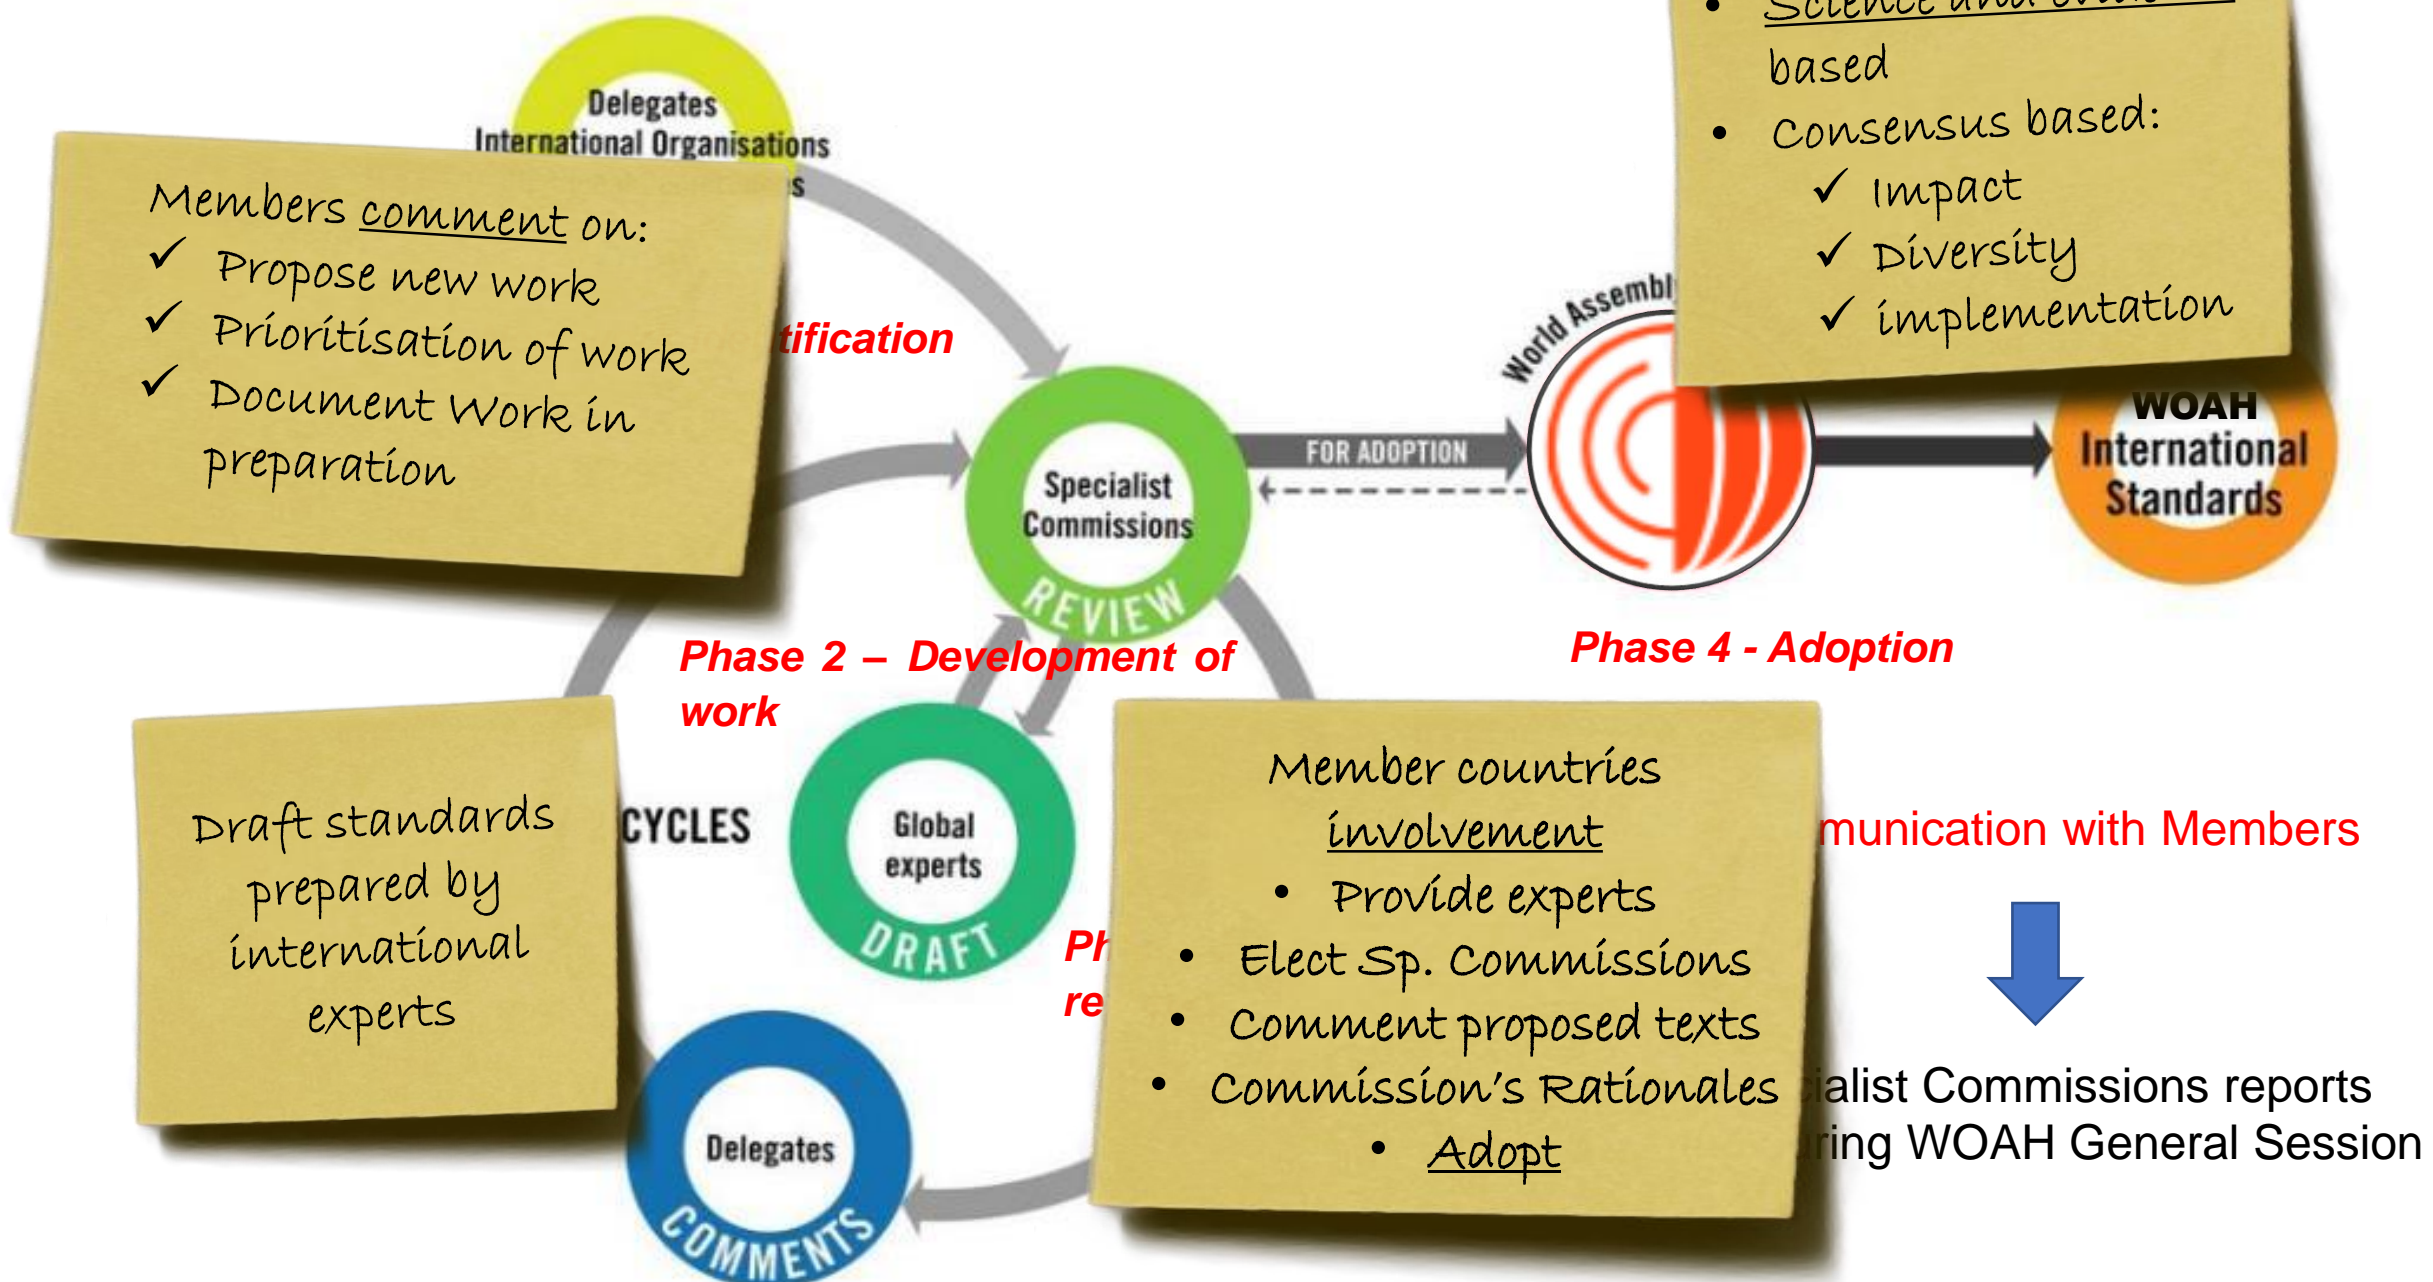 • Science and
based
• Consensus based:
✓ Impact
✓ Diversity
✓ implementation
Delegates
International Organisations
s
Members comment on:
✓ Propose new work
✓ Prioritisation of work
✓ Document Work in
preparation
tification
World Assembl
WOAH
International
Standards
FOR ADOPTION
Specialist
Commissions
REVIEW
Phase 2 – Development of
work
Phase 4 - Adoption
Draft standards
prepared by
international
experts
CYCLES
Global
experts
DRAFT
Ph
re
Member countries
involvement
• Provide experts
• Elect Sp. Commissions
• Comment proposed texts
• Commission's Rationales
• Adopt
munication with Members
ialist Commissions reports
ring WOAH General Session
Delegates
COMMENTS